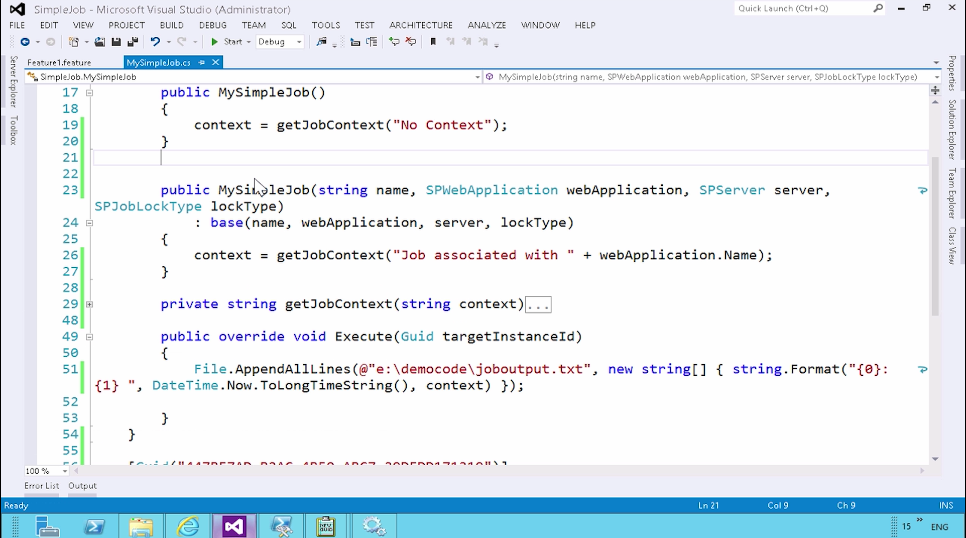 SimpleJob - Microsoft Visual Studio (Administrator)
Quick Launch (Ctrl+Q)
FILE EDIT VIEW PROJECT BUILD DEBUG TEAM SQL TOOLS TEST ARCHITECTURE ANALYZE WINDOW HELP
Start Debug
Server Explorer
Toolbox
Feature1.feature MySimpleJob.cs
SimpleJob.MySimpleJob MySimpleJob(string name, SPWebApplication webApplication, SPServer server, SPJobLockType lockType)
17 public MySimpleJob()
18 {
19 context = getJobContext("No Context");
20 }
21
22
23 public MySimpleJob(string name, SPWebApplication webApplication, SPServer server,
SPJobLockType lockType)
24 : base(name, webApplication, server, lockType)
25 {
26 context = getJobContext("Job associated with " + webApplication.Name);
27 }
28
29 private string getJobContext(string context)...
48
49 public override void Execute(Guid targetInstanceId)
50 {
51 File.AppendAllLines(@"e:\democode\joboutput.txt", new string[] { string.Format("{0}:
{1} ", DateTime.Now.ToLongTimeString(), context) });
52
53 }
54 }
55
Properties
Solution Explorer
Team Explorer
Class View
100 %
Error List Output
Ready Ln 21 Col 9 Ch 9 INS
15 ENG